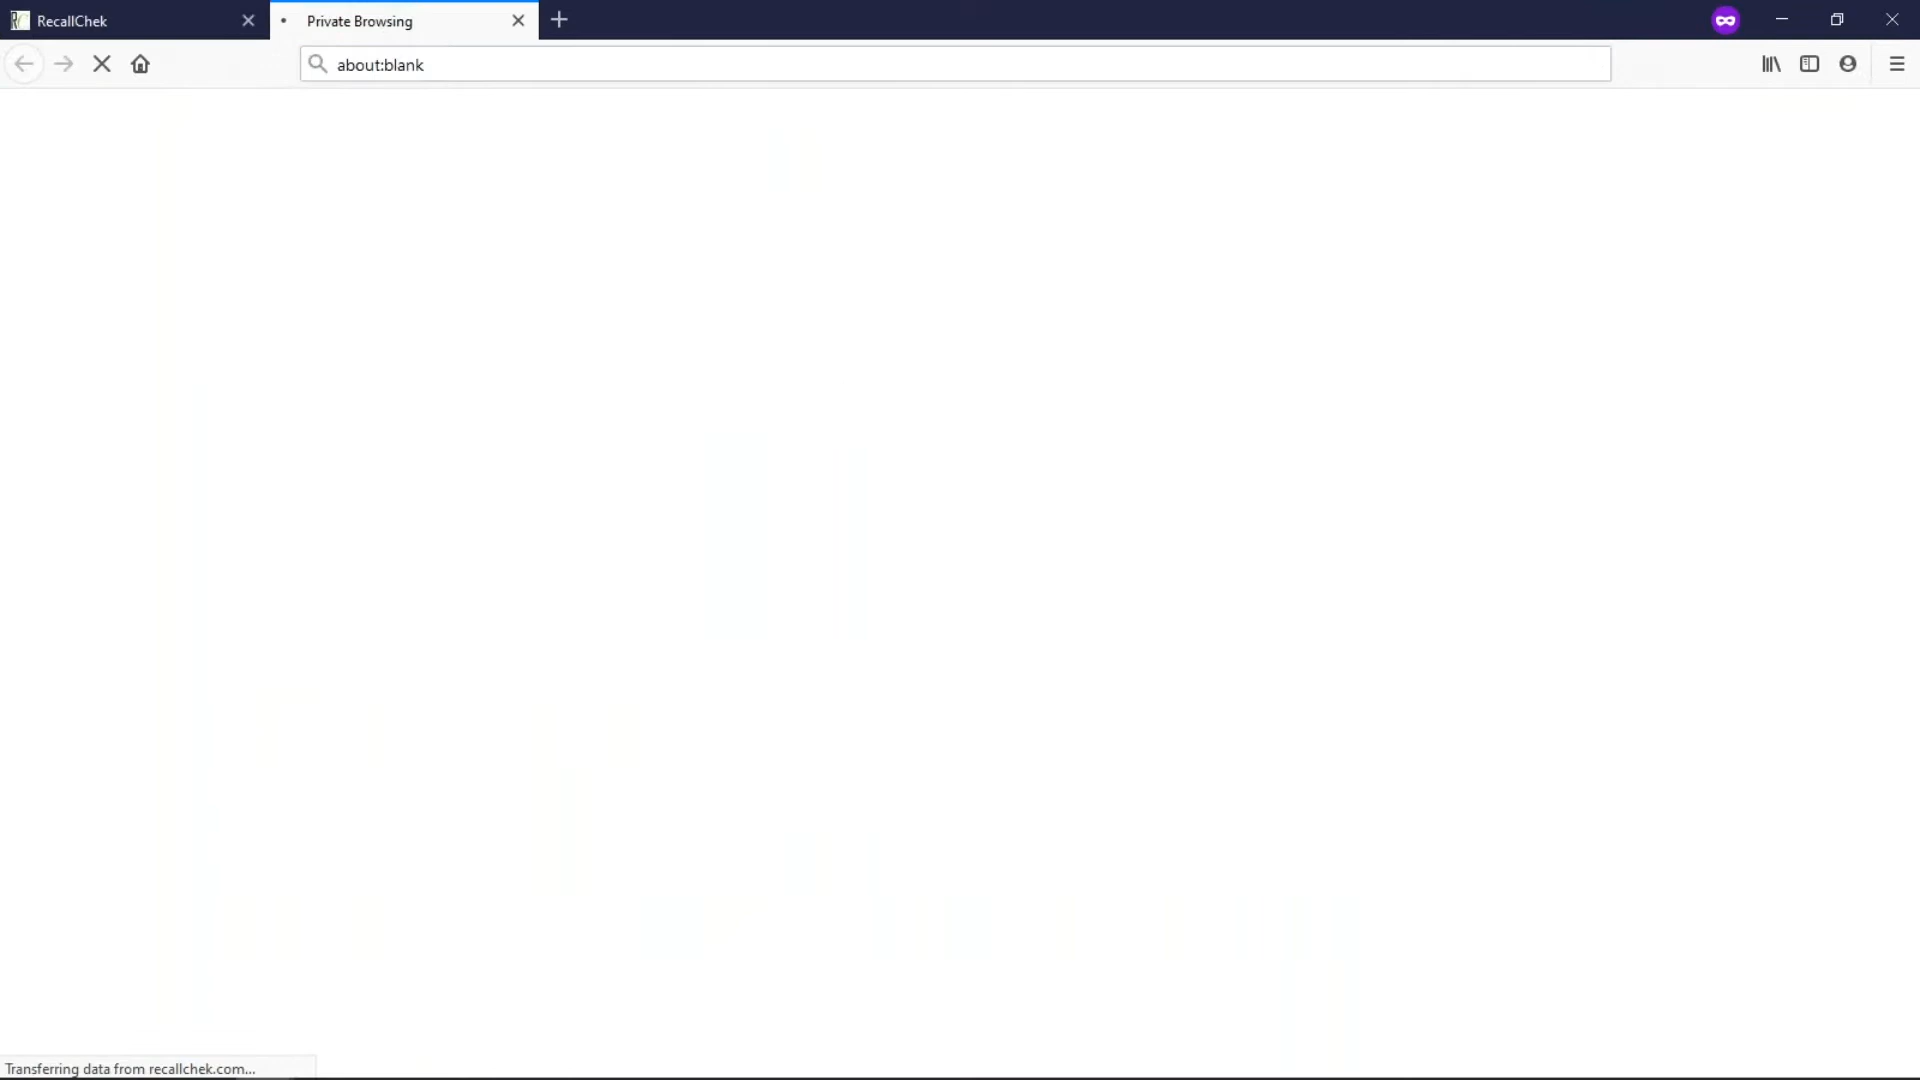 RecallChek
Private Browsing
about:blank
Transferring data from recallchek.com...